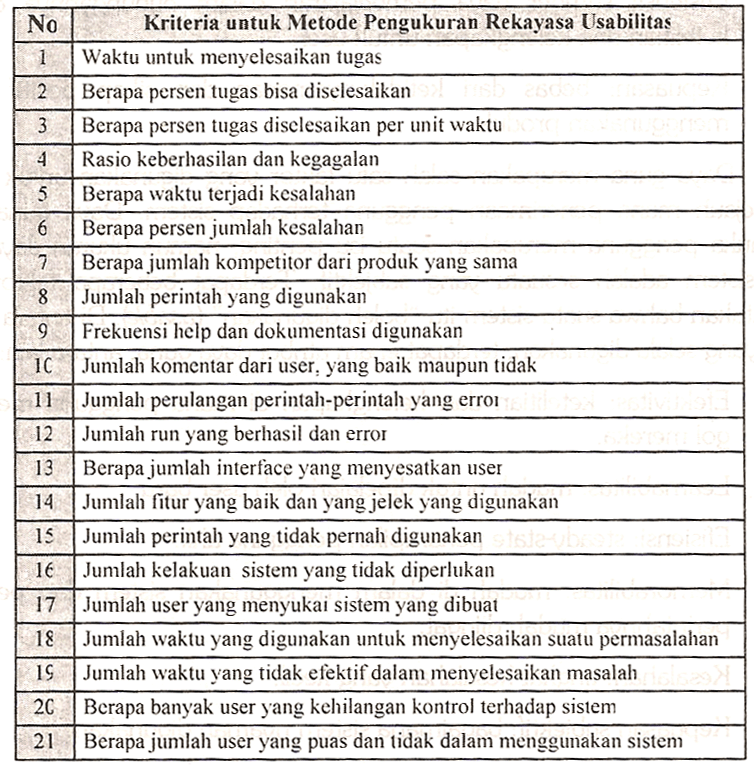 No Kriteria untuk Metode Pengukuran Rekayasa Usabilitas
1 Waktu untuk menyelesaikan tugas
2 Berapa persen tugas bisa diselesaikan
3 Berapa persen tugas diselesaikan per unit waktu
4 Rasio keberhasilan dan kegagalan
5 Berapa waktu terjadi kesalahan
6 Berapa persen jumlah kesalahan
7 Berapa jumlah kompetitor dari produk yang sama
8 Jumlah perintah yang digunakan
9 Frekuensi help dan dokumentasi digunakan
10 Jumlah komentar dari user, yang baik maupun tidak
11 Jumlah perulangan perintah-perintah yang error
12 Jumlah run yang berhasil dan error
13 Berapa jumlah interface yang menyesatkan user
14 Jumlah fitur yang baik dan yang jelek yang digunakan
15 Jumlah perintah yang tidak pernah digunakan
16 Jumlah kelakuan sistem yang tidak diperlukan
17 Jumlah user yang menyukai sistem yang dibuat
18 Jumlah waktu yang digunakan untuk menyelesaikan suatu permasalahan
19 Jumlah waktu yang tidak efektif dalam menyelesaikan masalah
20 Berapa banyak user yang kehilangan kontrol terhadap sistem
21 Berapa jumlah user yang puas dan tidak dalam menggunakan sistem